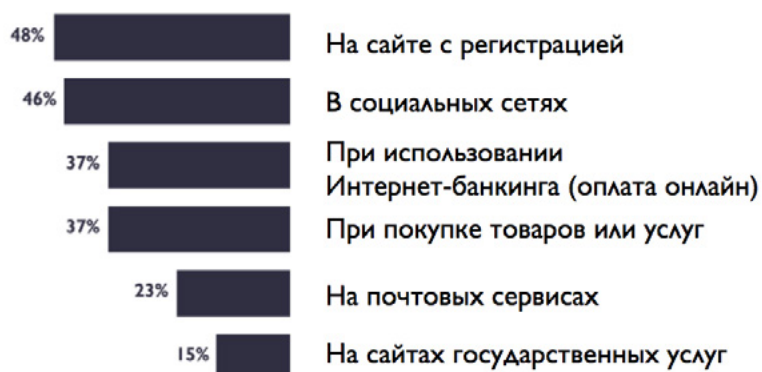 48% На сайте с регистрацией
46% В социальных сетях
37% При использовании
Интернет-банкинга (оплата онлайн)
37% При покупке товаров или услуг
23% На почтовых сервисах
15% На сайтах государственных услуг